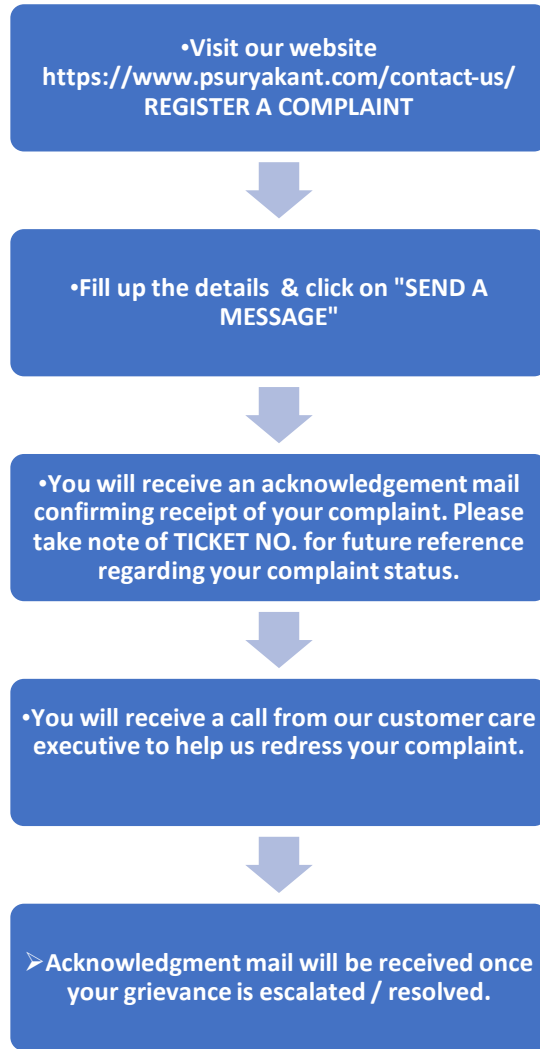 •Visit our website
https://www.psuryakant.com/contact-us/
REGISTER A COMPLAINT
•Fill up the details & click on "SEND A
MESSAGE"
•You will receive an acknowledgement mail
confirming receipt of your complaint. Please
take note of TICKET NO. for future reference
regarding your complaint status.
•You will receive a call from our customer care
executive to help us redress your complaint.
➢Acknowledgment mail will be received once
your grievance is escalated / resolved.